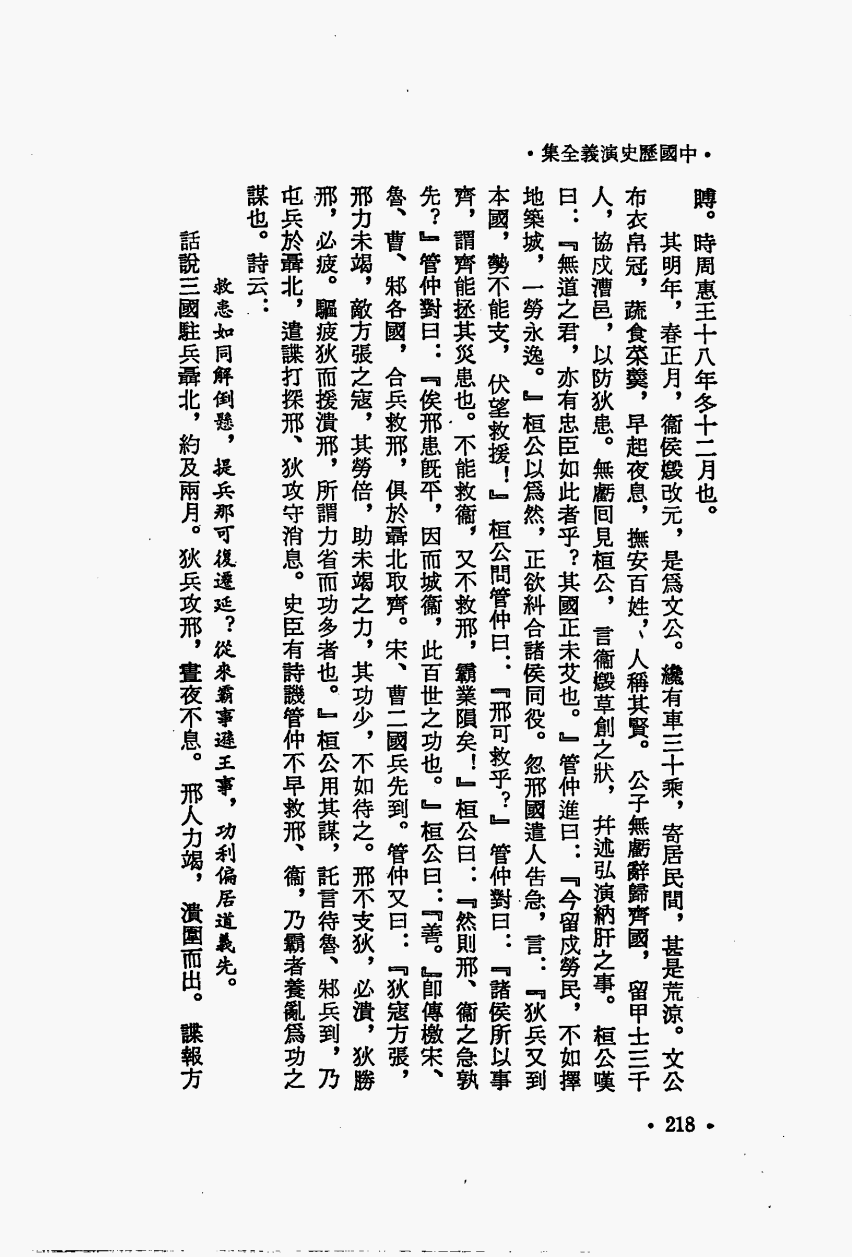 •中國歷史演義全集•
賻。時周惠王十八年冬十二月也。
其明年，春正月，衞侯燬改元，是爲文公。纔有車三十乘，寄居民間，甚是荒涼。文公
布衣帛冠，蔬食菜羹，早起夜息，撫安百姓，人稱其賢。公子無虧辭歸齊國，留甲士三千
人，協戍漕邑，以防狄患。無虧回見桓公，言衞燬草創之狀，幷述弘演納肝之事。桓公嘆
曰：『無道之君，亦有忠臣如此者乎？其國正未艾也。』管仲進曰：『今留戍勞民，不如擇
地築城，一勞永逸。』桓公以爲然，正欲糾合諸侯同役。忽邢國遣人告急，言：『狄兵又到
本國，勢不能支，伏望救援！』桓公問管仲曰：『邢可救乎？』管仲對曰：『諸侯所以事
齊，謂齊能拯其災患也。不能救衞，又不救邢，霸業隕矣！』桓公曰：『然則邢、衞之急孰
先？』管仲對曰：『俟邢患旣平，因而城衞，此百世之功也。』桓公曰：『善。』卽傳檄宋、
魯、曹、邾各國，合兵救邢，俱於聶北取齊。宋、曹二國兵先到。管仲又曰：『狄寇方張，
邢力未竭，敵方張之寇，其勞倍，助未竭之力，其功少，不如待之。邢不支狄，必潰，狄勝
邢，必疲。驅疲狄而援潰邢，所謂力省而功多者也。』桓公用其謀，託言待魯、邾兵到，乃
屯兵於聶北，遣諜打探邢、狄攻守消息。史臣有詩譏管仲不早救邢、衞，乃霸者養亂爲功之
謀也。詩云：
救患如同解倒懸，提兵那可復遷延？從來霸事遜王事，功利偏居道義先。
話說三國駐兵聶北，約及兩月。狄兵攻邢，晝夜不息。邢人力竭，潰圍而出。諜報方
•218•